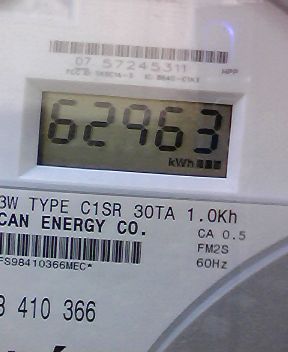 07 57245311 HPP
62963
kWh
3W TYPE C1SR 30TA 1.0Kh
CAN ENERGY CO.
CA 0.5
FM2S
FS98410366MEC*
60Hz
8 410 366